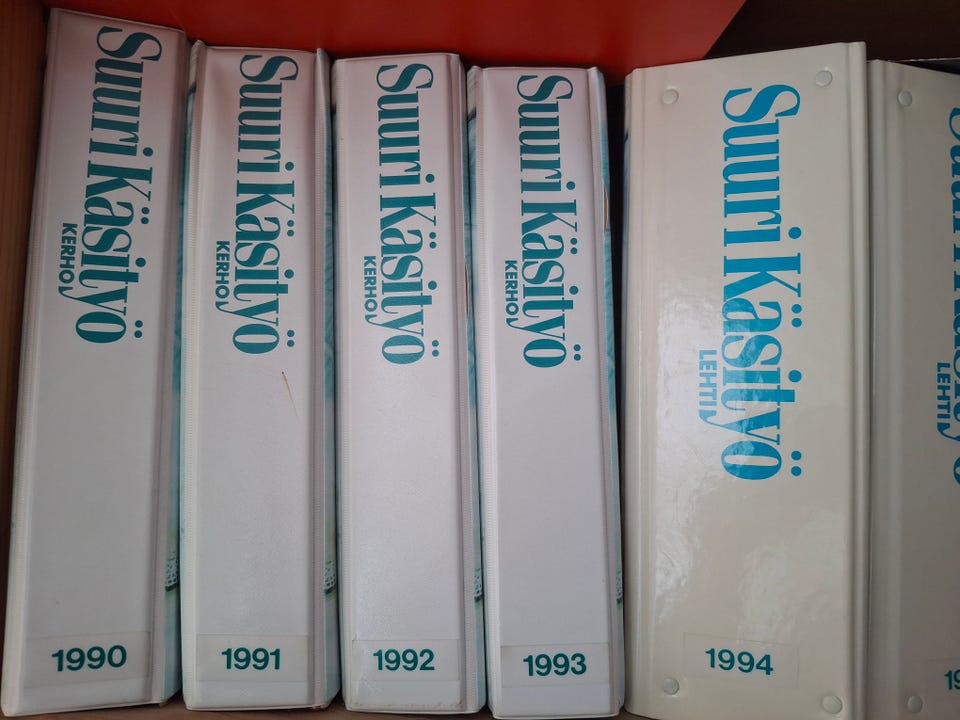 Suuri Käsityö
KERHO
1990
Suuri Käsityö
KERHO
1991
Suuri Käsityö
KERHO
1992
Suuri Käsityö
KERHO
1993
Suuri Käsityö
LEHTI
1994
LEHTI